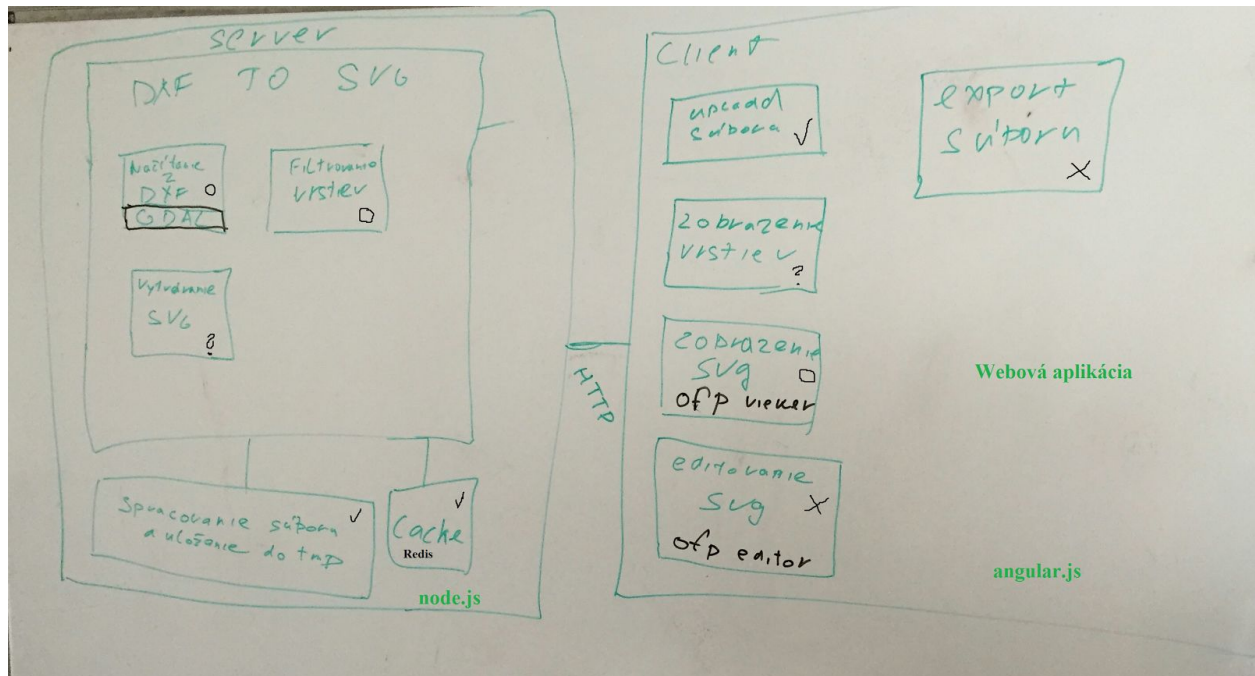 Server
DXF TO SVG
Načítanie
z
DXF
GDAL
Filtrovanie
vrstiev
Vytváranie
SVG
?
Spracovanie súboru
a uloženie do tmp
Cache
Redis
node.js
HTTP
Client
upload
súboru
zobrazenie
vrstiev
?
zobrazenie
svg
ofp viewer
editovanie
svg
ofp editor
export
súboru
Webová aplikácia
angular.js